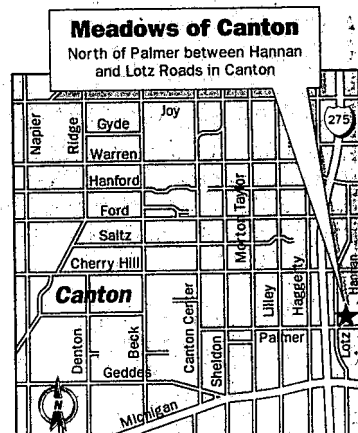 Meadows of Canton
North of Palmer between Hannan
and Lotz Roads in Canton
Joy
275
Napier
Ridge
Gyde
Warren
Hanford
Ford
Saltz
Cherry Hill
Morton Taylor
Lilley
Haggerty
Hannan
Canton
Denton
Beck
Canton Center
Sheldon
Palmer
Lotz
Geddes
Michigan
N